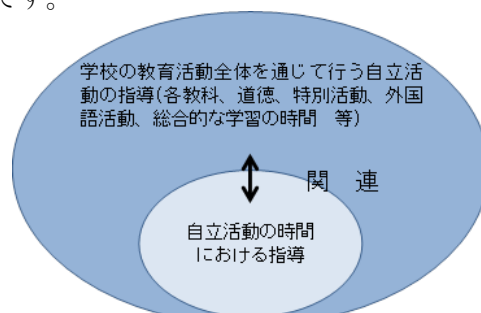 です。
学校の教育活動全体を通じて行う自立活
動の指導(各教科、道徳、特別活動、外国
語活動、総合的な学習の時間　等)
関　連
自立活動の時間
における指導